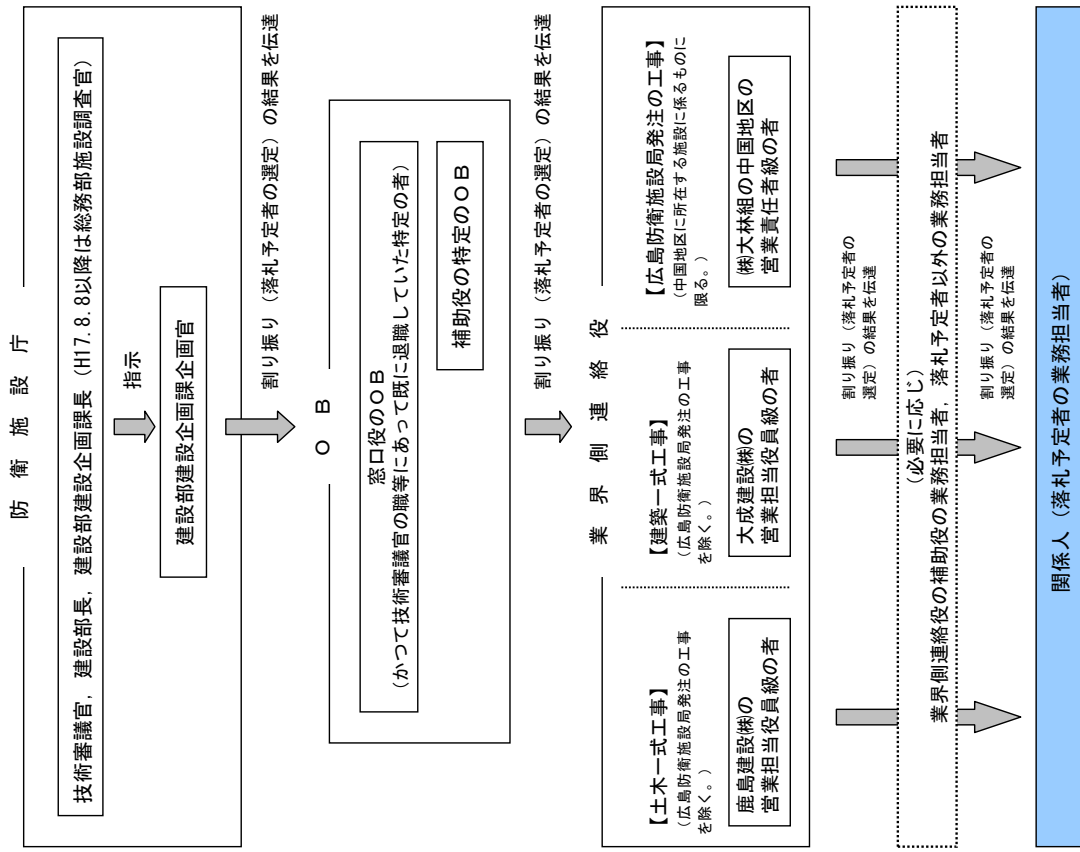 防衛施設庁
技術審議官，建設部長，建設部建設企画課長（H17.8.8以降は総務部施設調査官）
指示
建設部建設企画課企画官
割り振り（落札予定者の選定）の結果を伝達
ＯＢ
窓口役のＯＢ
（かつて技術審議官の職等にあって既に退職していた特定の者）
補助役の特定のＯＢ
割り振り（落札予定者の選定）の結果を伝達
業界側連絡役
【土木一式工事】
（広島防衛施設局発注の工事
を除く。）
鹿島建設㈱の
営業担当役員級の者
【建築一式工事】
（広島防衛施設局発注の工事
を除く。）
大成建設㈱の
営業担当役員級の者
【広島防衛施設局発注の工事】
（中国地区に所在する施設に係るものに
限る。）
㈱大林組の中国地区の
営業責任者級の者
割り振り（落札予定者の
選定）の結果を伝達
（必要に応じ）
業界側連絡役の補助役の業務担当者，落札予定者以外の業務担当者
割り振り（落札予定者の
選定）の結果を伝達
関係人（落札予定者の業務担当者）